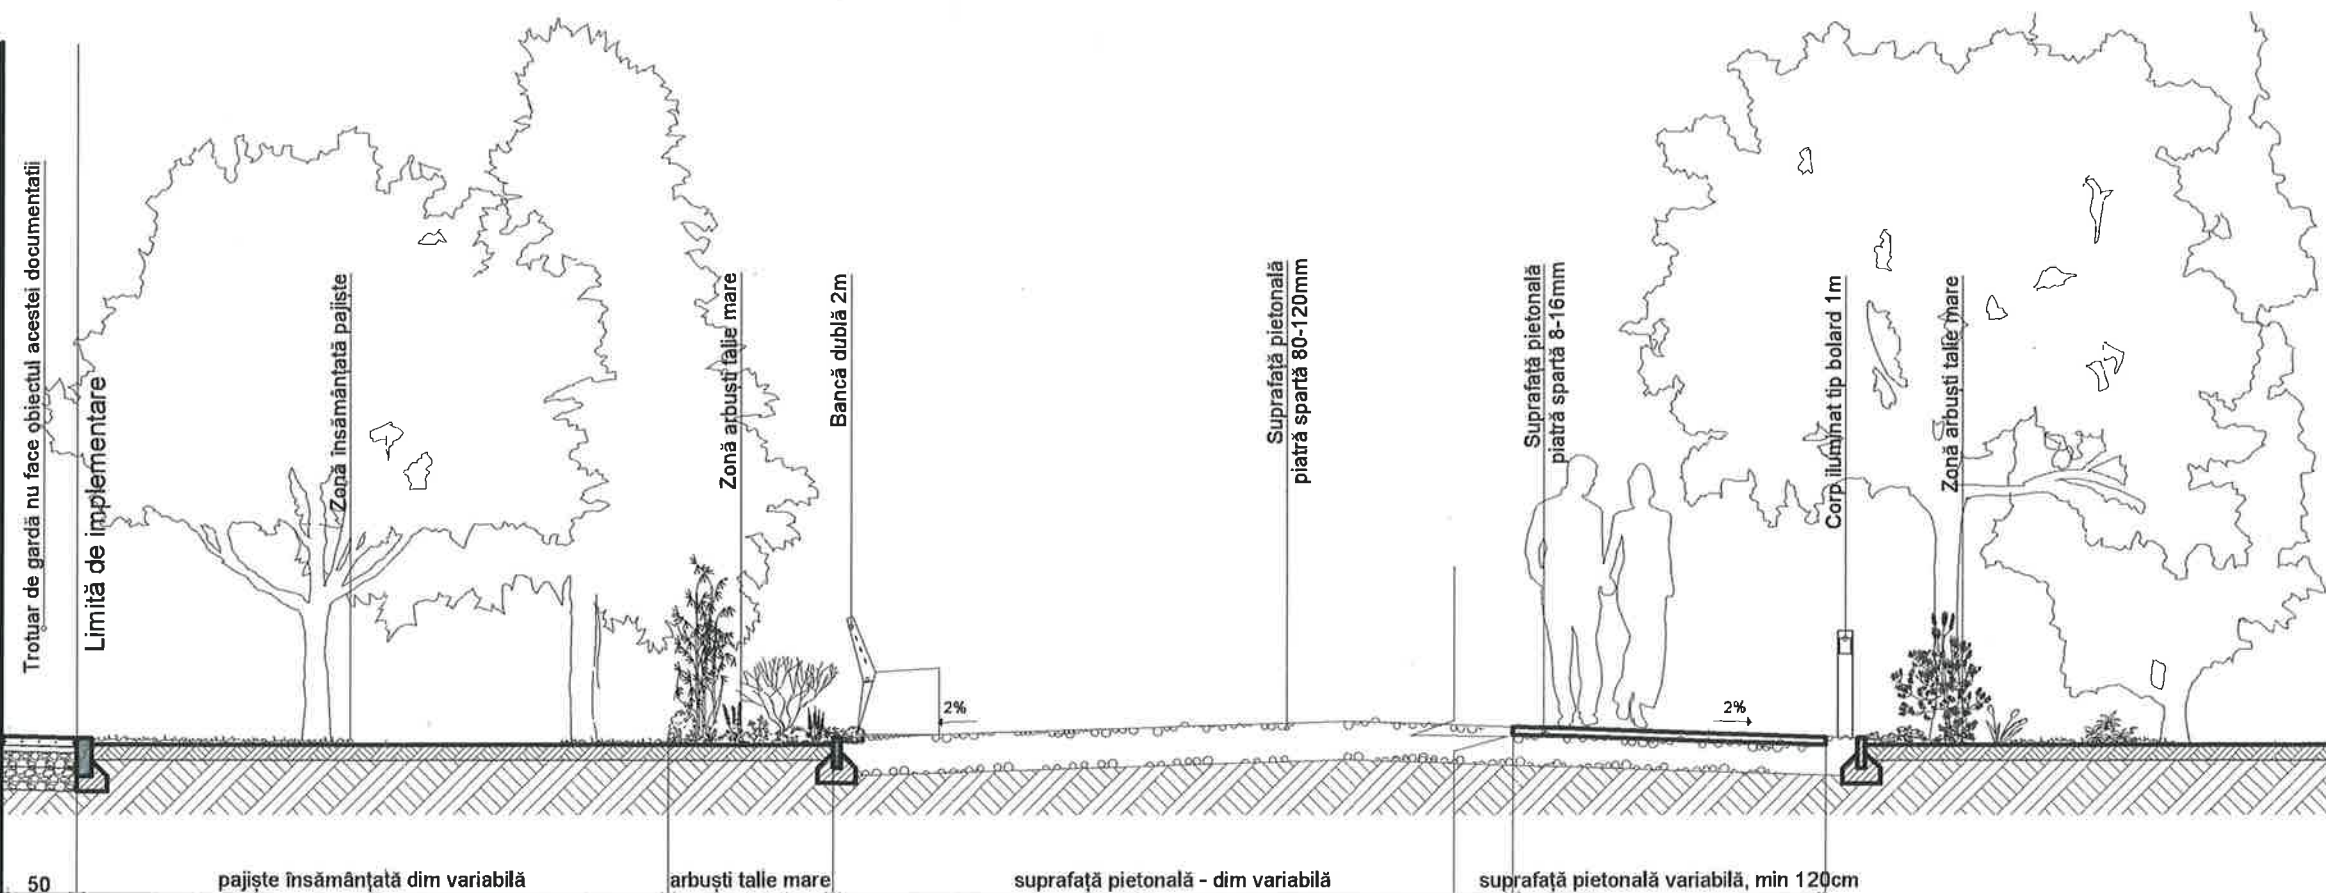 Trotuar de gardă nu face obiectul acestei documentatii
Limită de implementare
Zonă însământată pajiște
Zonă arbuști talie mare
Bancă dublă 2m
Suprafață pietonală
piatră spartă 80-120mm
Suprafață pietonală
piatră spartă 8-16mm
Corp iluminat tip bolard 1m
Zonă arbuști talie mare
2%
2%
50
pajiște însămânțată dim variabilă
arbuști talie mare
suprafață pietonală - dim variabilă
suprafață pietonală variabilă, min 120cm